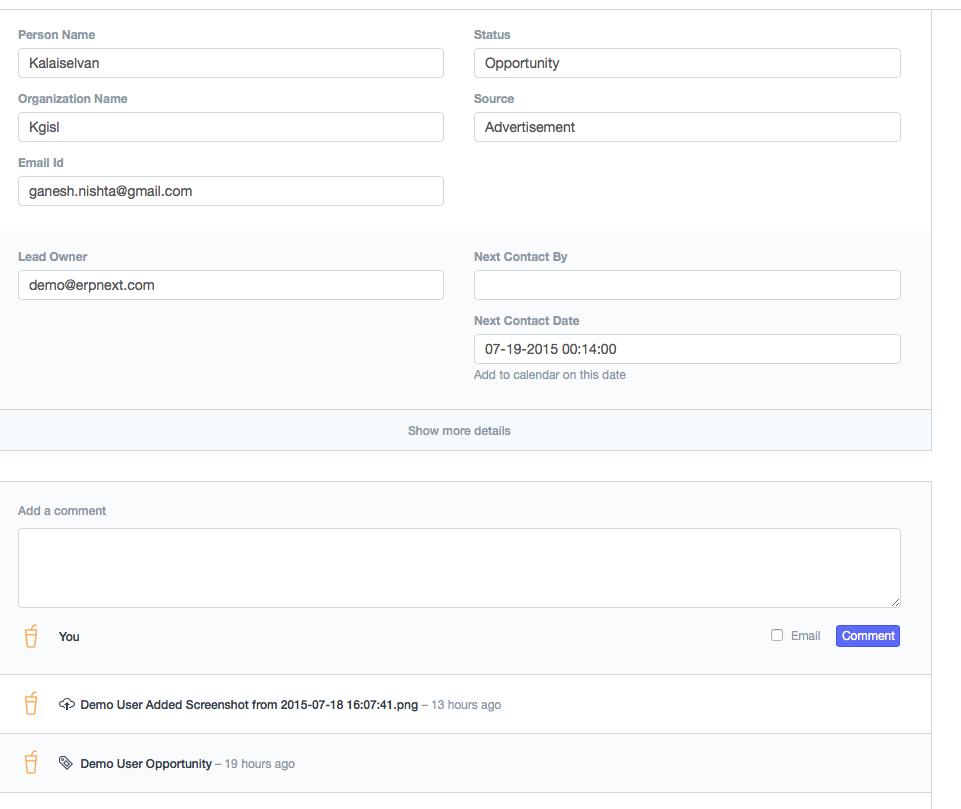 Person Name
Kalaiselvan
Status
Opportunity
Organization Name
Kgisl
Source
Advertisement
Email Id
ganesh.nishta@gmail.com
Lead Owner
demo@erpnext.com
Next Contact By
Next Contact Date
07-19-2015 00:14:00
Add to calendar on this date
Show more details
Add a comment
You
Email
Comment
Demo User Added Screenshot from 2015-07-18 16:07:41.png – 13 hours ago
Demo User Opportunity – 19 hours ago